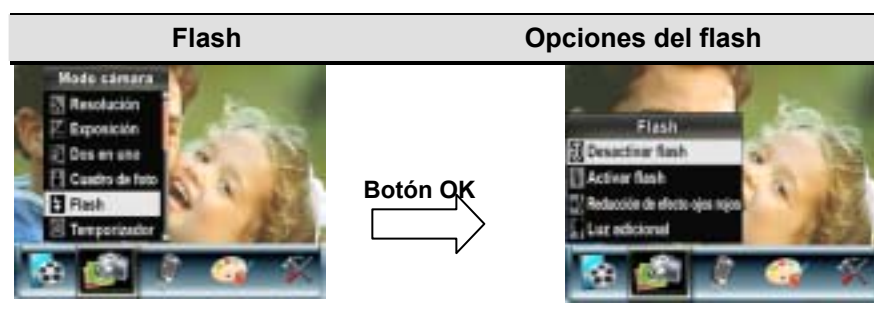 Flash
Opciones del flash
Modo cámara
Resolución
Exposición
Dos en uno
Cuadro de foto
Flash
Temporizador
Botón OK
Flash
Desactivar flash
Activar flash
Reducción de efecto ojos rojos
Luz adicional